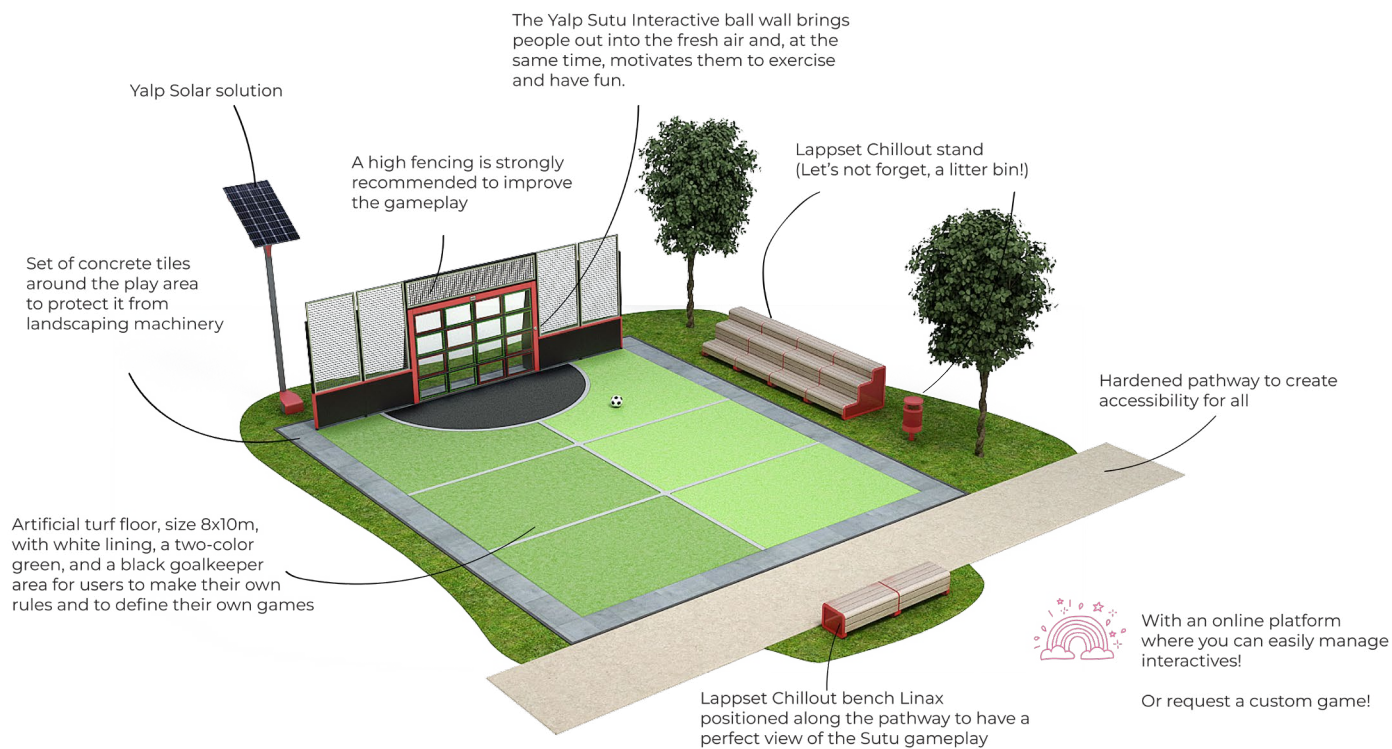 The Yalp Sutu Interactive ball wall brings
people out into the fresh air and, at the
same time, motivates them to exercise
and have fun.
Yalp Solar solution
A high fencing is strongly
recommended to improve
the gameplay
Lappset Chillout stand
(Let’s not forget, a litter bin!)
Set of concrete tiles
around the play area
to protect it from
landscaping machinery
Hardened pathway to create
accessibility for all
Artificial turf floor, size 8x10m,
with white lining, a two-color
green, and a black goalkeeper
area for users to make their own
rules and to define their own games
With an online platform
where you can easily manage
interactives!
Or request a custom game!
Lappset Chillout bench Linax
positioned along the pathway to have a
perfect view of the Sutu gameplay